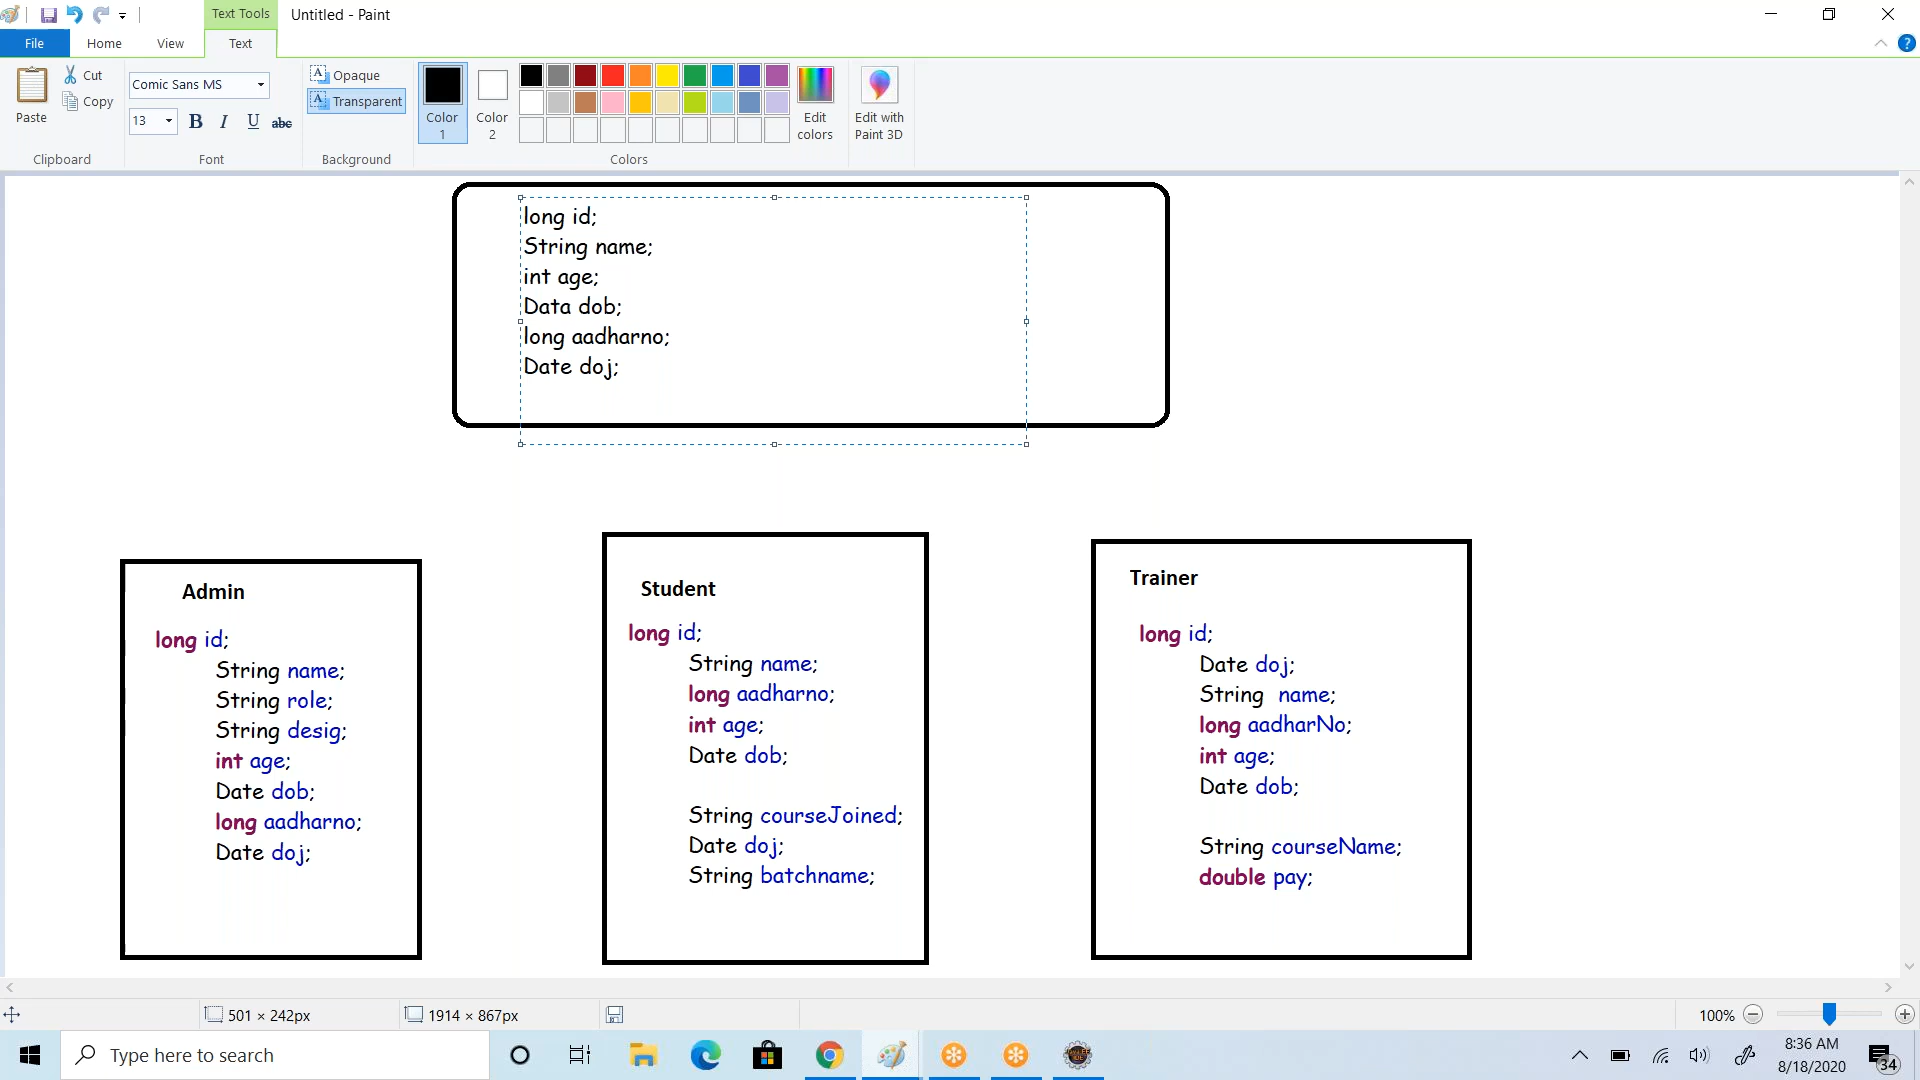 Text Tools
Untitled - Paint
File
Home
View
Text
Paste
Cut
Copy
Clipboard
Comic Sans MS
13
B
I
U
abc
Font
Opaque
Transparent
Background
Color 1
Color 2
Edit colors
Colors
Edit with Paint 3D
long id;
String name;
int age;
Data dob;
long aadharno;
Date doj;
Admin
long id;
String name;
String role;
String desig;
int age;
Date dob;
long aadharno;
Date doj;
Student
long id;
String name;
long aadharno;
int age;
Date dob;
String courseJoined;
Date doj;
String batchname;
Trainer
long id;
Date doj;
String name;
long aadharNo;
int age;
Date dob;
String courseName;
double pay;
501 × 242px
1914 × 867px
100%
Type here to search
8:36 AM
8/18/2020
34